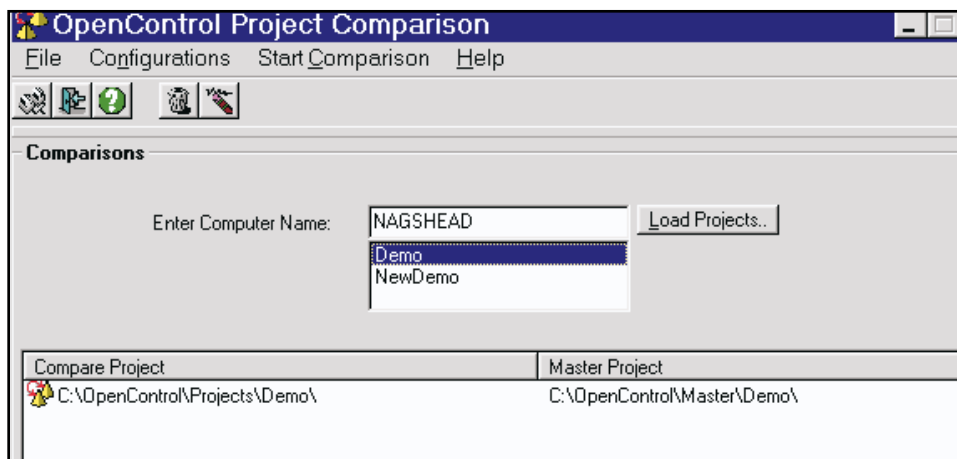 OpenControl Project Comparison
File Configurations Start Comparison Help
Comparisons
Enter Computer Name: NAGSHEAD Load Projects..
Demo
NewDemo
Compare Project Master Project
C:\OpenControl\Projects\Demo\ C:\OpenControl\Master\Demo\